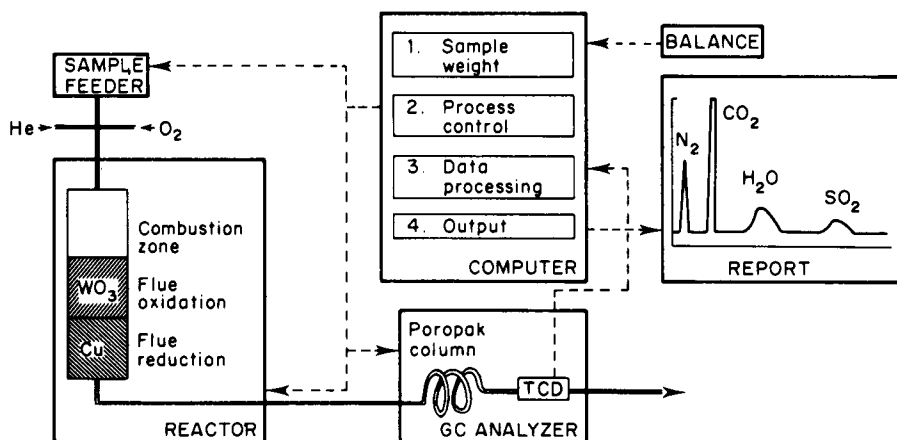 SAMPLE
FEEDER
He
O₂
Combustion
zone
WO₃
Flue
oxidation
Cu
Flue
reduction
REACTOR
1. Sample
weight
2. Process
control
3. Data
processing
4. Output
COMPUTER
BALANCE
N₂
CO₂
H₂O
SO₂
REPORT
Poropak
column
TCD
GC ANALYZER